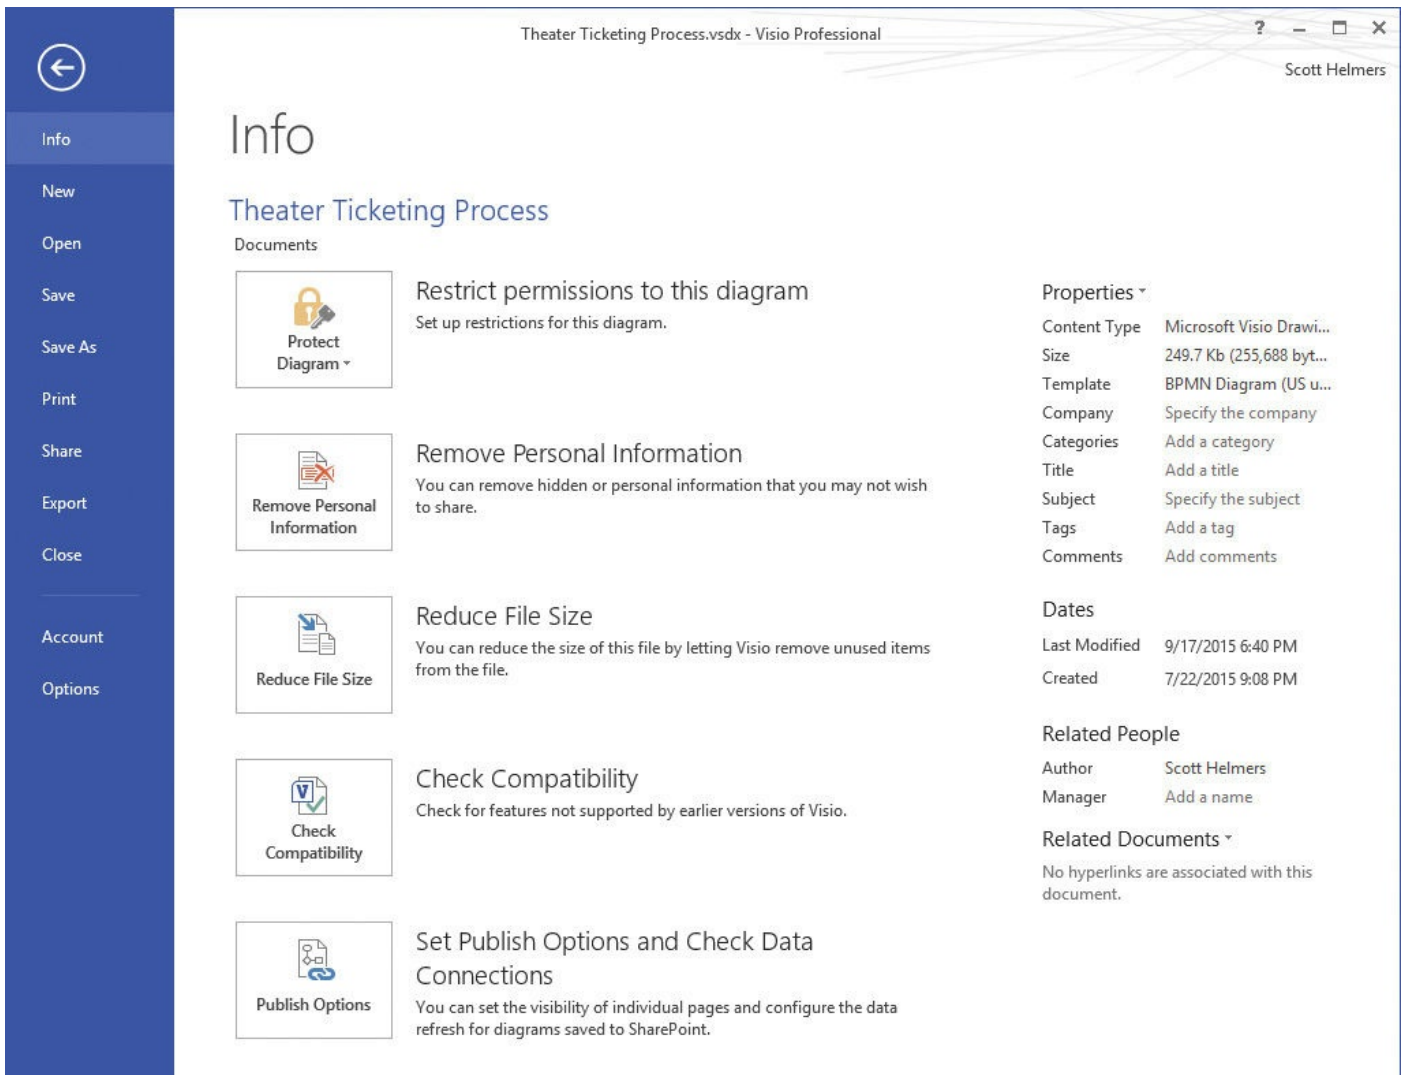 Theater Ticketing Process.vsdx - Visio Professional
?
Scott Helmers
Info
New
Open
Save
Save As
Print
Share
Export
Close
Account
Options
Info
Theater Ticketing Process
Documents
Protect
Diagram
Restrict permissions to this diagram
Set up restrictions for this diagram.
Remove Personal
Information
Remove Personal Information
You can remove hidden or personal information that you may not wish
to share.
Reduce File Size
Reduce File Size
You can reduce the size of this file by letting Visio remove unused items
from the file.
Check
Compatibility
Check Compatibility
Check for features not supported by earlier versions of Visio.
Publish Options
Set Publish Options and Check Data
Connections
You can set the visibility of individual pages and configure the data
refresh for diagrams saved to SharePoint.
Properties
Content Type Microsoft Visio Drawi...
Size 249.7 Kb (255,688 byt...
Template BPMN Diagram (US u...
Company Specify the company
Categories Add a category
Title Add a title
Subject Specify the subject
Tags Add a tag
Comments Add comments
Dates
Last Modified 9/17/2015 6:40 PM
Created 7/22/2015 9:08 PM
Related People
Author Scott Helmers
Manager Add a name
Related Documents
No hyperlinks are associated with this
document.